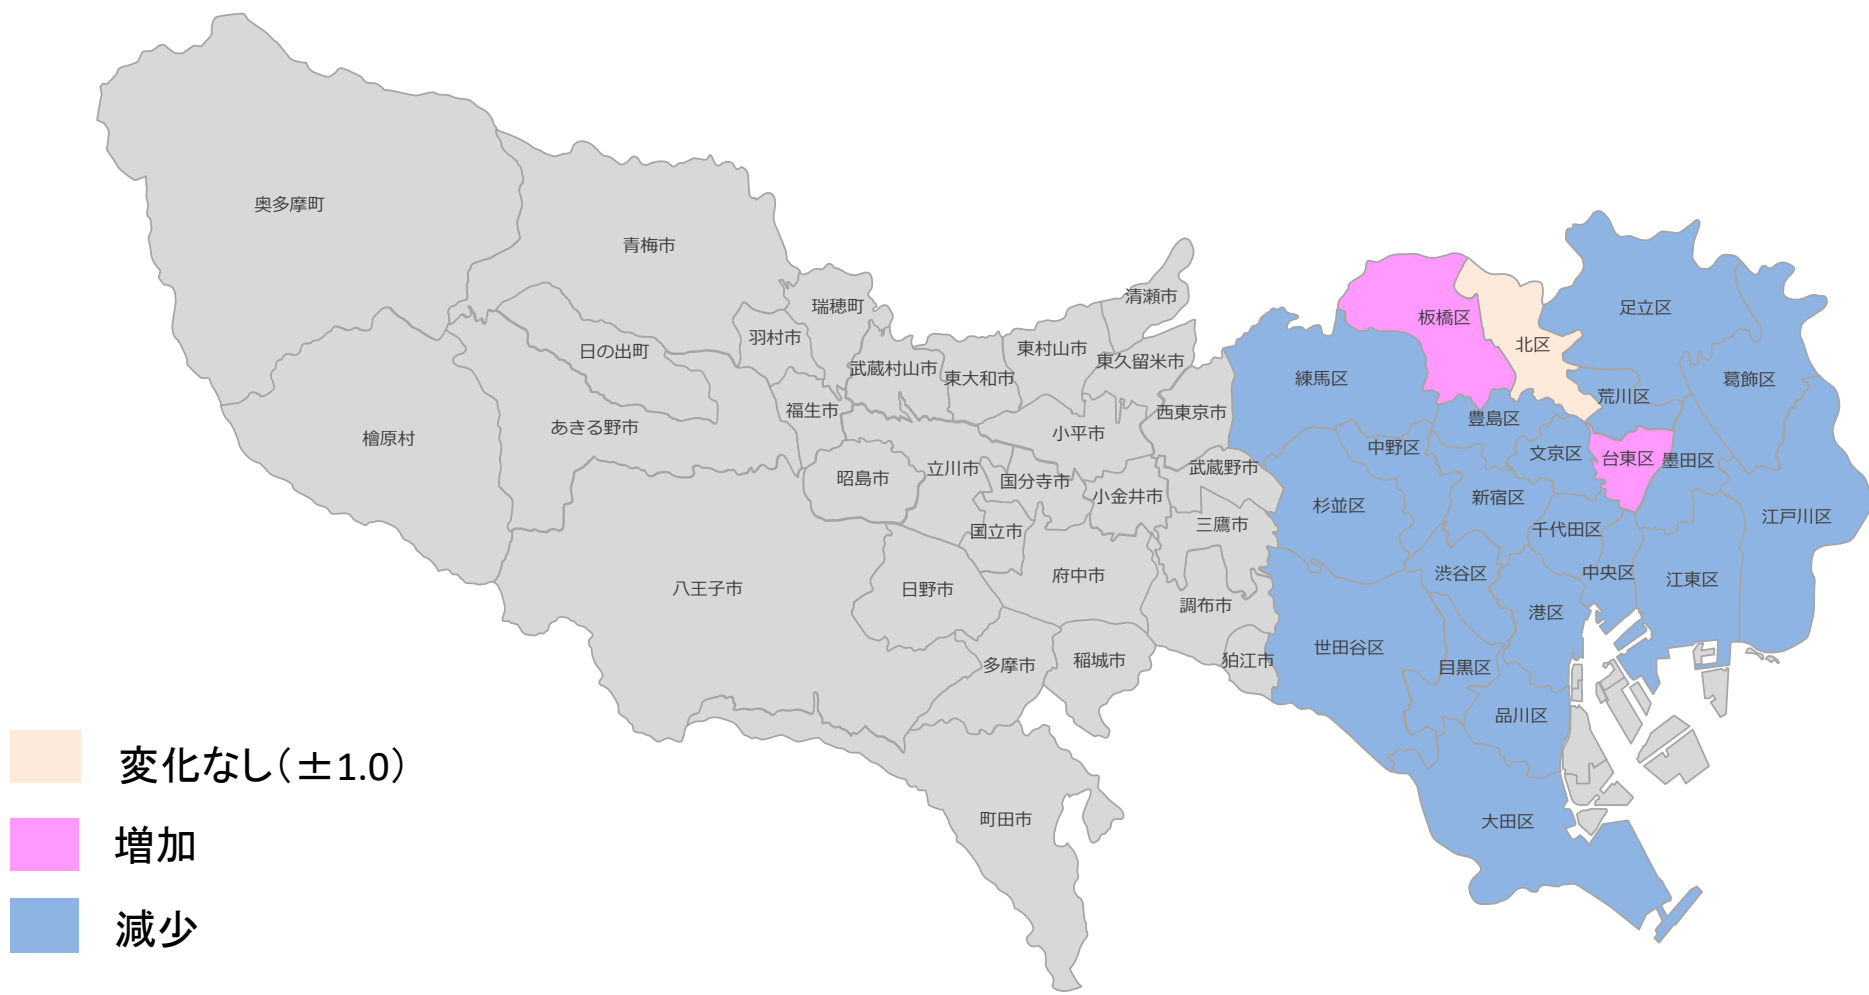 奥多摩町
青梅市
瑞穂町
清瀬市
羽村市
日の出町
武蔵村山市
東大和市
東村山市
東久留米市
福生市
西東京市
檜原村
あきる野市
小平市
昭島市
立川市
国分寺市
小金井市
武蔵野市
国立市
三鷹市
八王子市
日野市
府中市
調布市
多摩市
稲城市
狛江市
町田市
足立区
板橋区
北区
練馬区
葛飾区
荒川区
豊島区
中野区
文京区
台東区
墨田区
杉並区
新宿区
千代田区
江戸川区
渋谷区
中央区
江東区
港区
世田谷区
目黒区
品川区
大田区
変化なし（±1.0）
増加
減少